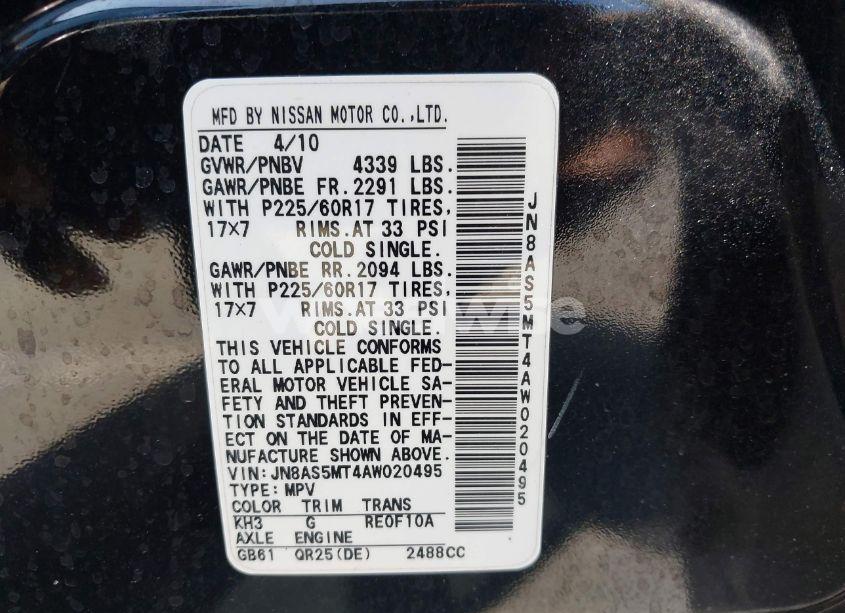 MFD BY NISSAN MOTOR CO.,LTD.
DATE 4/10
GVWR/PNBV 4339 LBS.
GAWR/PNBE FR.2291 LBS.
WITH P225/60R17 TIRES,
17×7 RIMS.AT 33 PSI
COLD SINGLE.
GAWR/PNBE RR.2094 LBS.
WITH P225/60R17 TIRES,
17×7 RIMS.AT 33 PSI
COLD SINGLE.
THIS VEHICLE CONFORMS
TO ALL APPLICABLE FED-
ERAL MOTOR VEHICLE SA-
FETY AND THEFT PREVEN-
TION STANDARDS IN EFF-
ECT ON THE DATE OF MA-
NUFACTURE SHOWN ABOVE.
VIN:JN8AS5MT4AW020495
TYPE:MPV
COLOR TRIM TRANS
KH3 G RE0F10A
AXLE ENGINE
GB61 QR25(DE) 2488CC
JN8AS5MT4AW020495